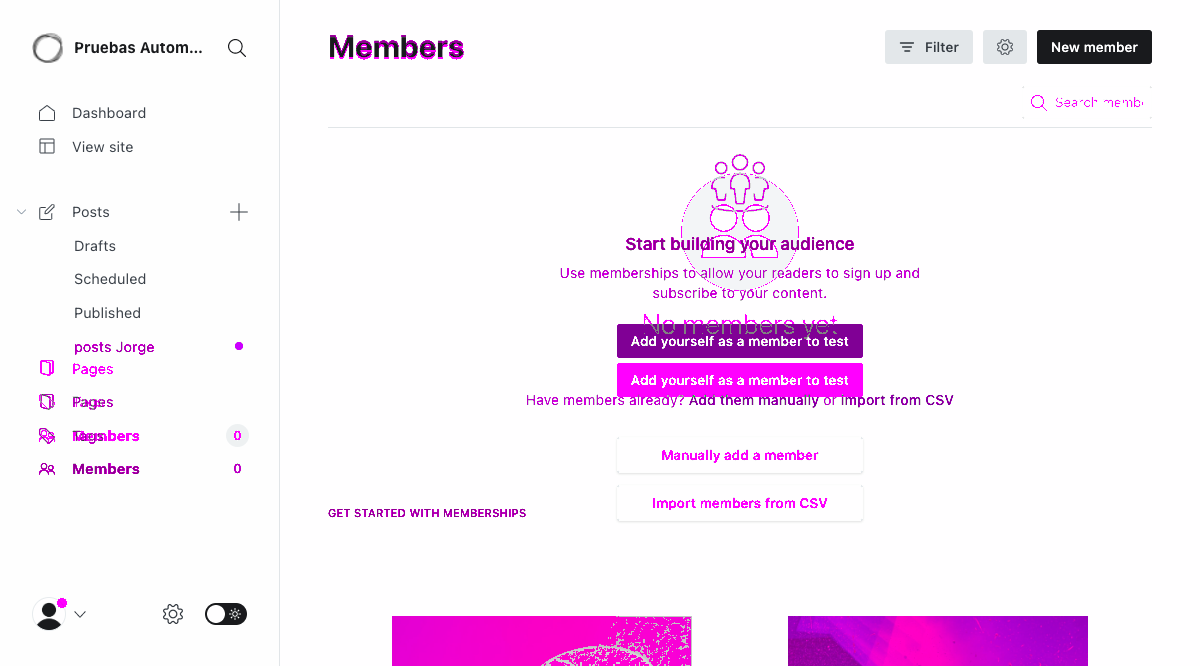 Pruebas Autom...
Dashboard
View site
Posts
Drafts
Scheduled
Published
posts Jorge
Pages
Pages
Tags
Members 0
Members 0
Members
Filter
New member
Search membe
Start building your audience
Use memberships to allow your readers to sign up and
subscribe to your content.
No members yet
Add yourself as a member to test
Add yourself as a member to test
Have members already? Add them manually or import from CSV
Manually add a member
Import members from CSV
GET STARTED WITH MEMBERSHIPS